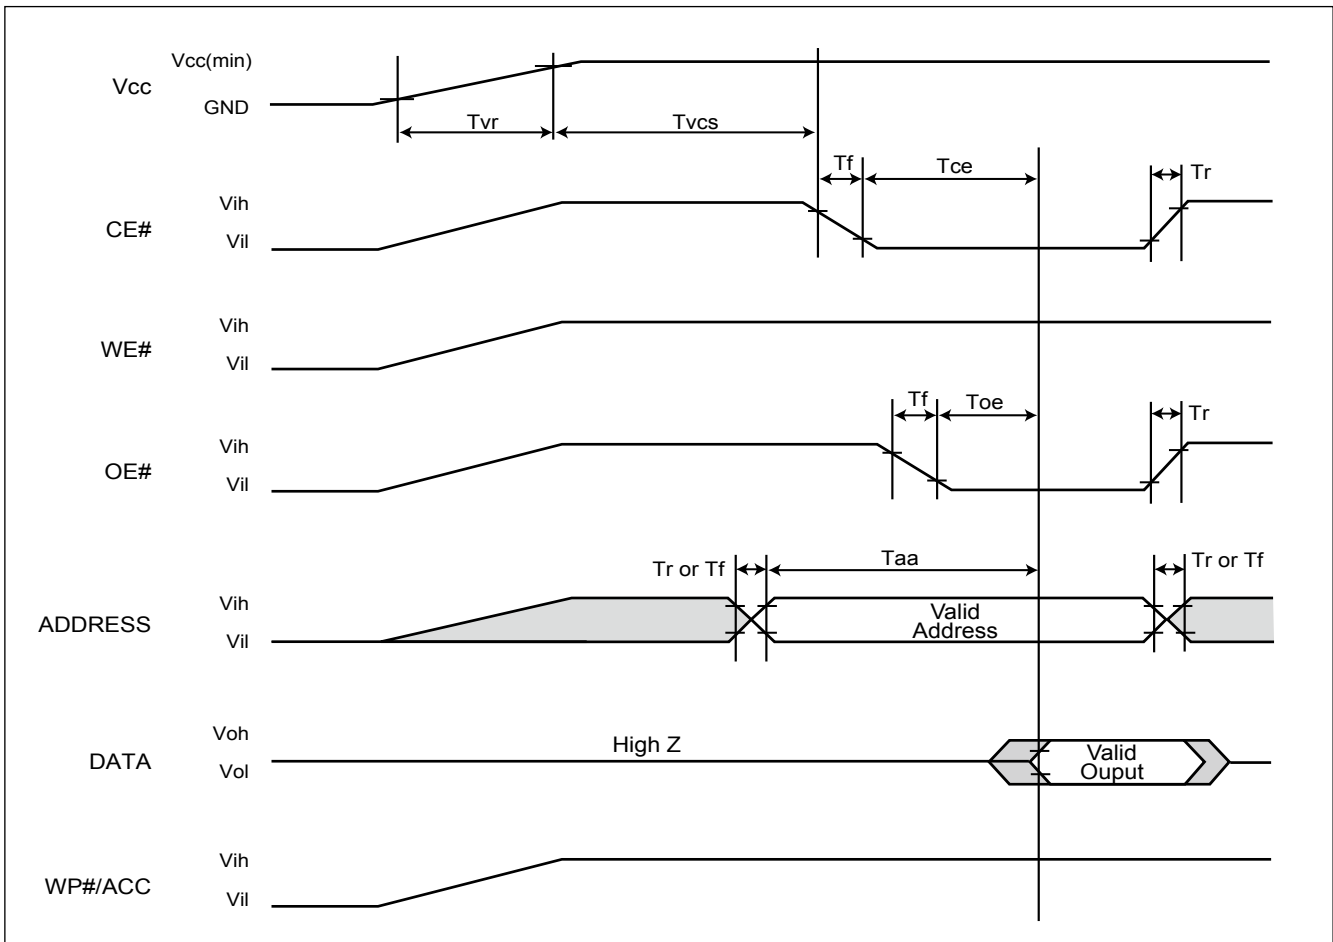 Vcc
Vcc(min)
GND
Tvr
Tvcs
CE#
Vih
Vil
Tf
Tce
Tr
WE#
Vih
Vil
OE#
Vih
Vil
Tf
Toe
Tr
ADDRESS
Vih
Vil
Tr or Tf
Taa
Valid
Address
Tr or Tf
DATA
Voh
Vol
High Z
Valid
Ouput
WP#/ACC
Vih
Vil